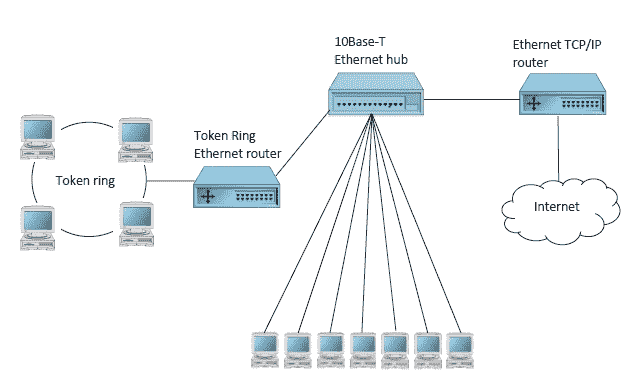 10Base-T
Ethernet hub
Ethernet TCP/IP
router
Token Ring
Ethernet router
Token ring
Internet